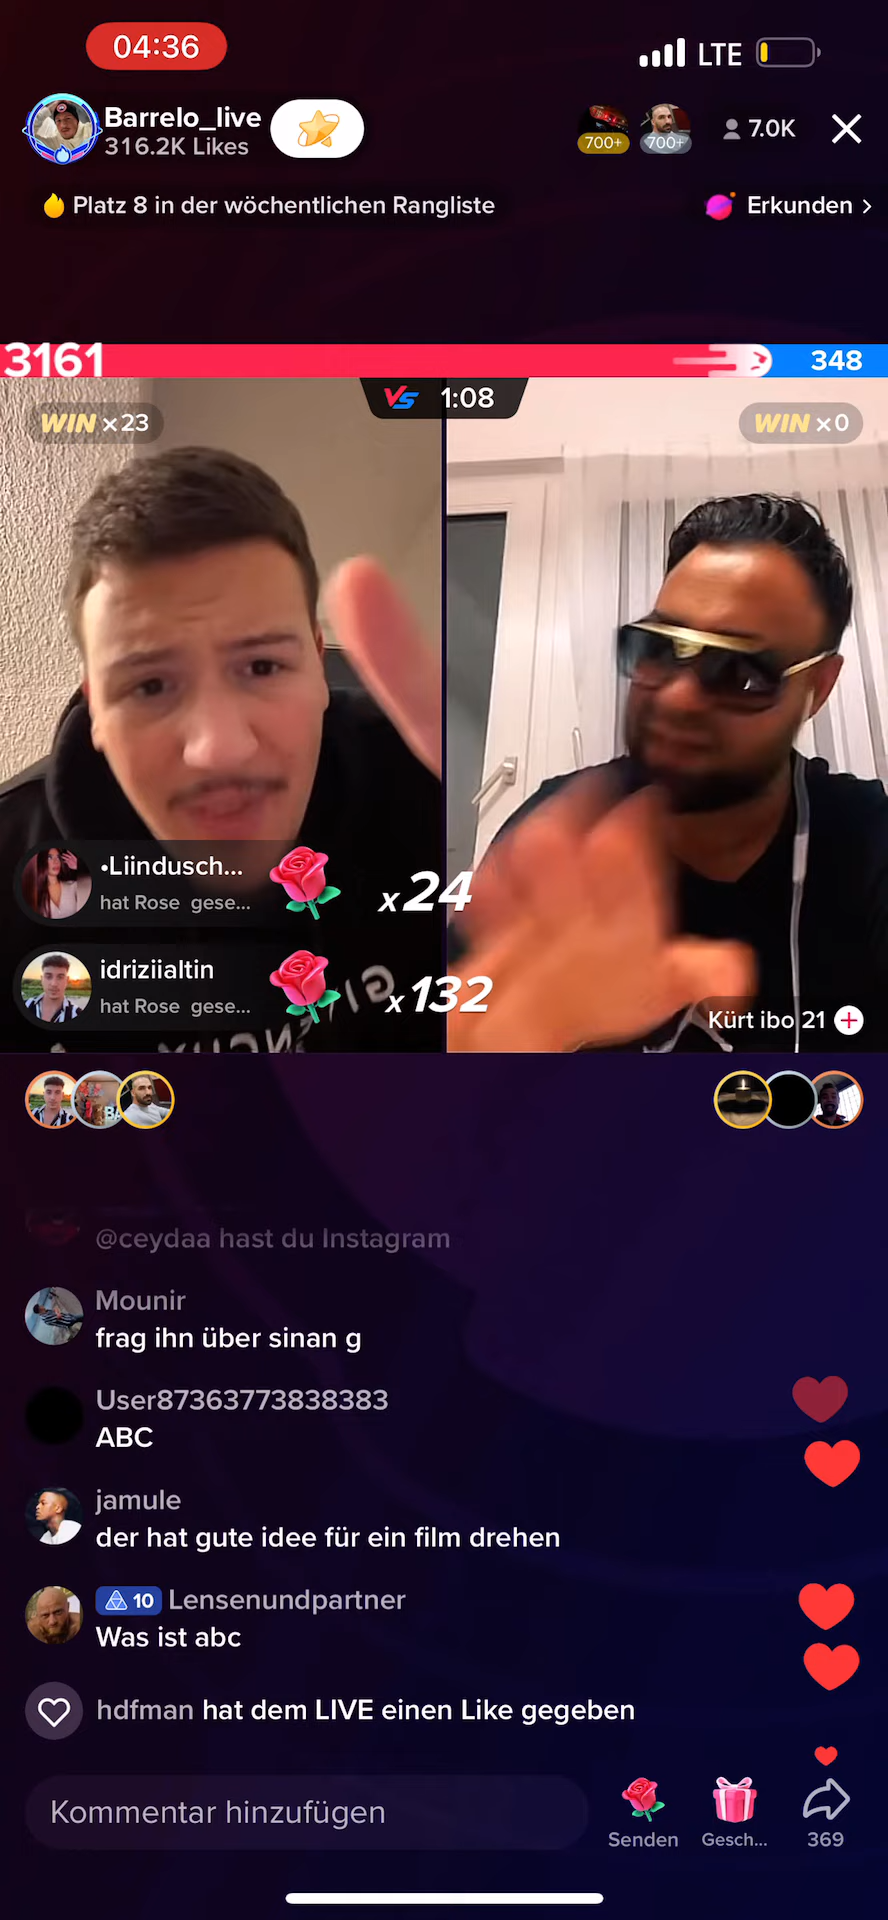 04:36
LTE
Barrelo_live
316.2K Likes
700+
700+
7.0K
Platz 8 in der wöchentlichen Rangliste
Erkunden >
3161
348
VS 1:08
WIN x23
WIN x0
•Liindusch...
hat Rose gese...
x24
idriziialtin
hat Rose gese...
x132
Kürt ibo 21
@ceydaa hast du Instagram
Mounir
frag ihn über sinan g
User87363773838383
ABC
jamule
der hat gute idee für ein film drehen
10 Lensenundpartner
Was ist abc
hdfman hat dem LIVE einen Like gegeben
Kommentar hinzufügen
Senden
Gesch...
369